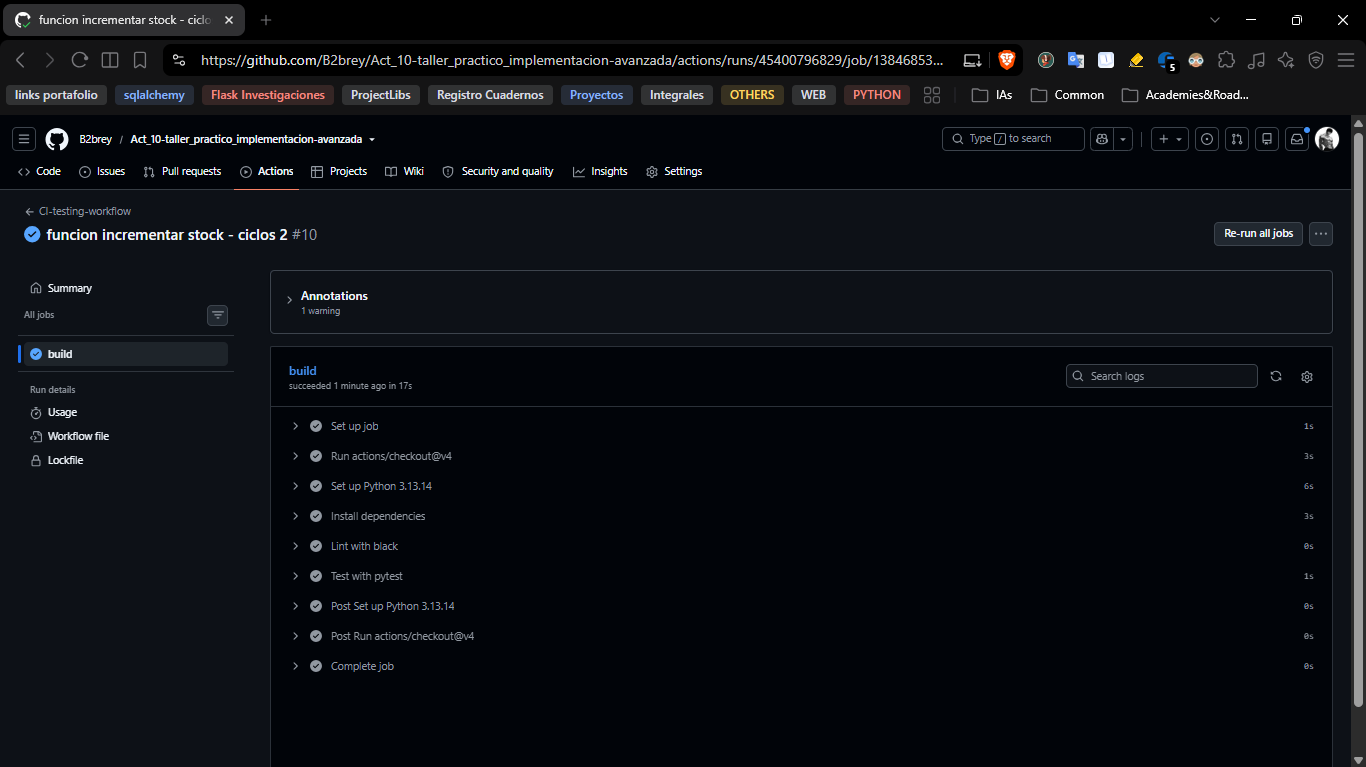 funcion incrementar stock - ciclo
https://github.com/B2brey/Act_10-taller_practico_implementacion-avanzada/actions/runs/45400796829/job/13846853...
5
links portafolio
sqlalchemy
Flask Investigaciones
ProjectLibs
Registro Cuadernos
Proyectos
Integrales
OTHERS
WEB
PYTHON
IAs
Common
Academies&Road...
B2brey / Act_10-taller_practico_implementacion-avanzada
Type / to search
Code
Issues
Pull requests
Actions
Projects
Wiki
Security and quality
Insights
Settings
CI-testing-workflow
funcion incrementar stock - ciclos 2 #10
Re-run all jobs
Summary
All jobs
build
Run details
Usage
Workflow file
Lockfile
Annotations
1 warning
build
succeeded 1 minute ago in 17s
Search logs
Set up job 1s
Run actions/checkout@v4 3s
Set up Python 3.13.14 6s
Install dependencies 3s
Lint with black 0s
Test with pytest 1s
Post Set up Python 3.13.14 0s
Post Run actions/checkout@v4 0s
Complete job 0s